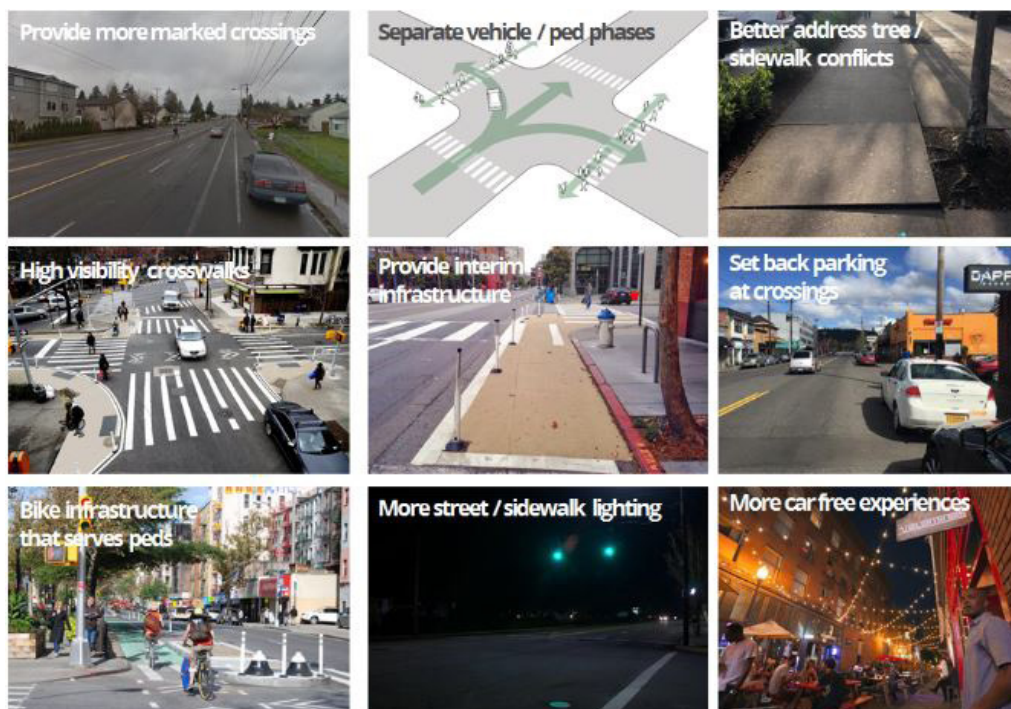 Provide more marked crossings
Separate vehicle / ped phases
Better address tree /
sidewalk conflicts
High visibility crosswalks
Provide interim
infrastructure
Set back parking
at crossings
DAPP
Bike infrastructure
that serves peds
More street / sidewalk lighting
More car free experiences